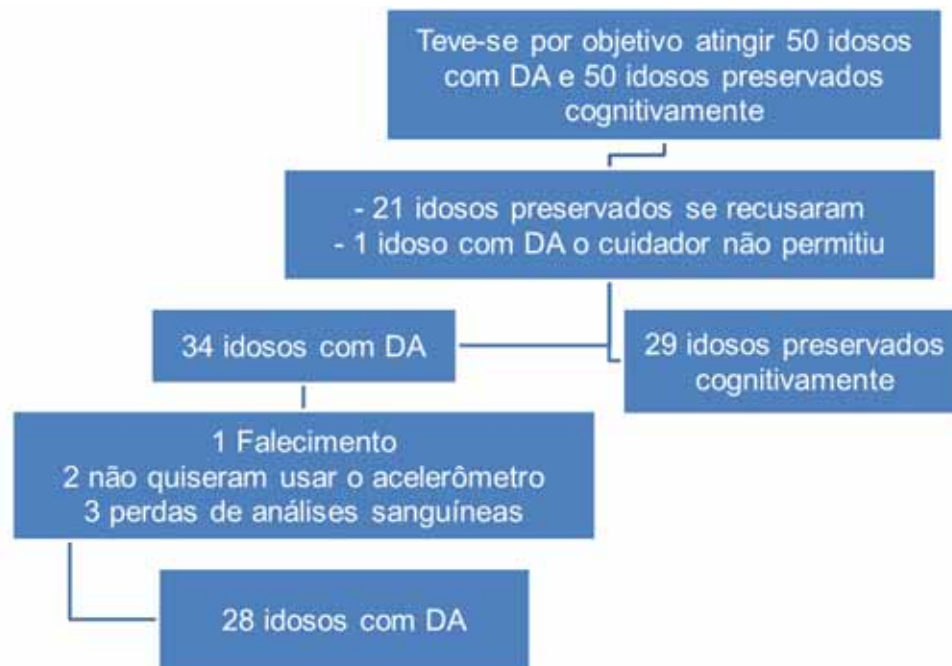 Teve-se por objetivo atingir 50 idosos
com DA e 50 idosos preservados
cognitivamente
- 21 idosos preservados se recusaram
- 1 idoso com DA o cuidador não permitiu
34 idosos com DA
29 idosos preservados
cognitivamente
1 Falecimento
2 não quiseram usar o acelerômetro
3 perdas de análises sanguíneas
28 idosos com DA